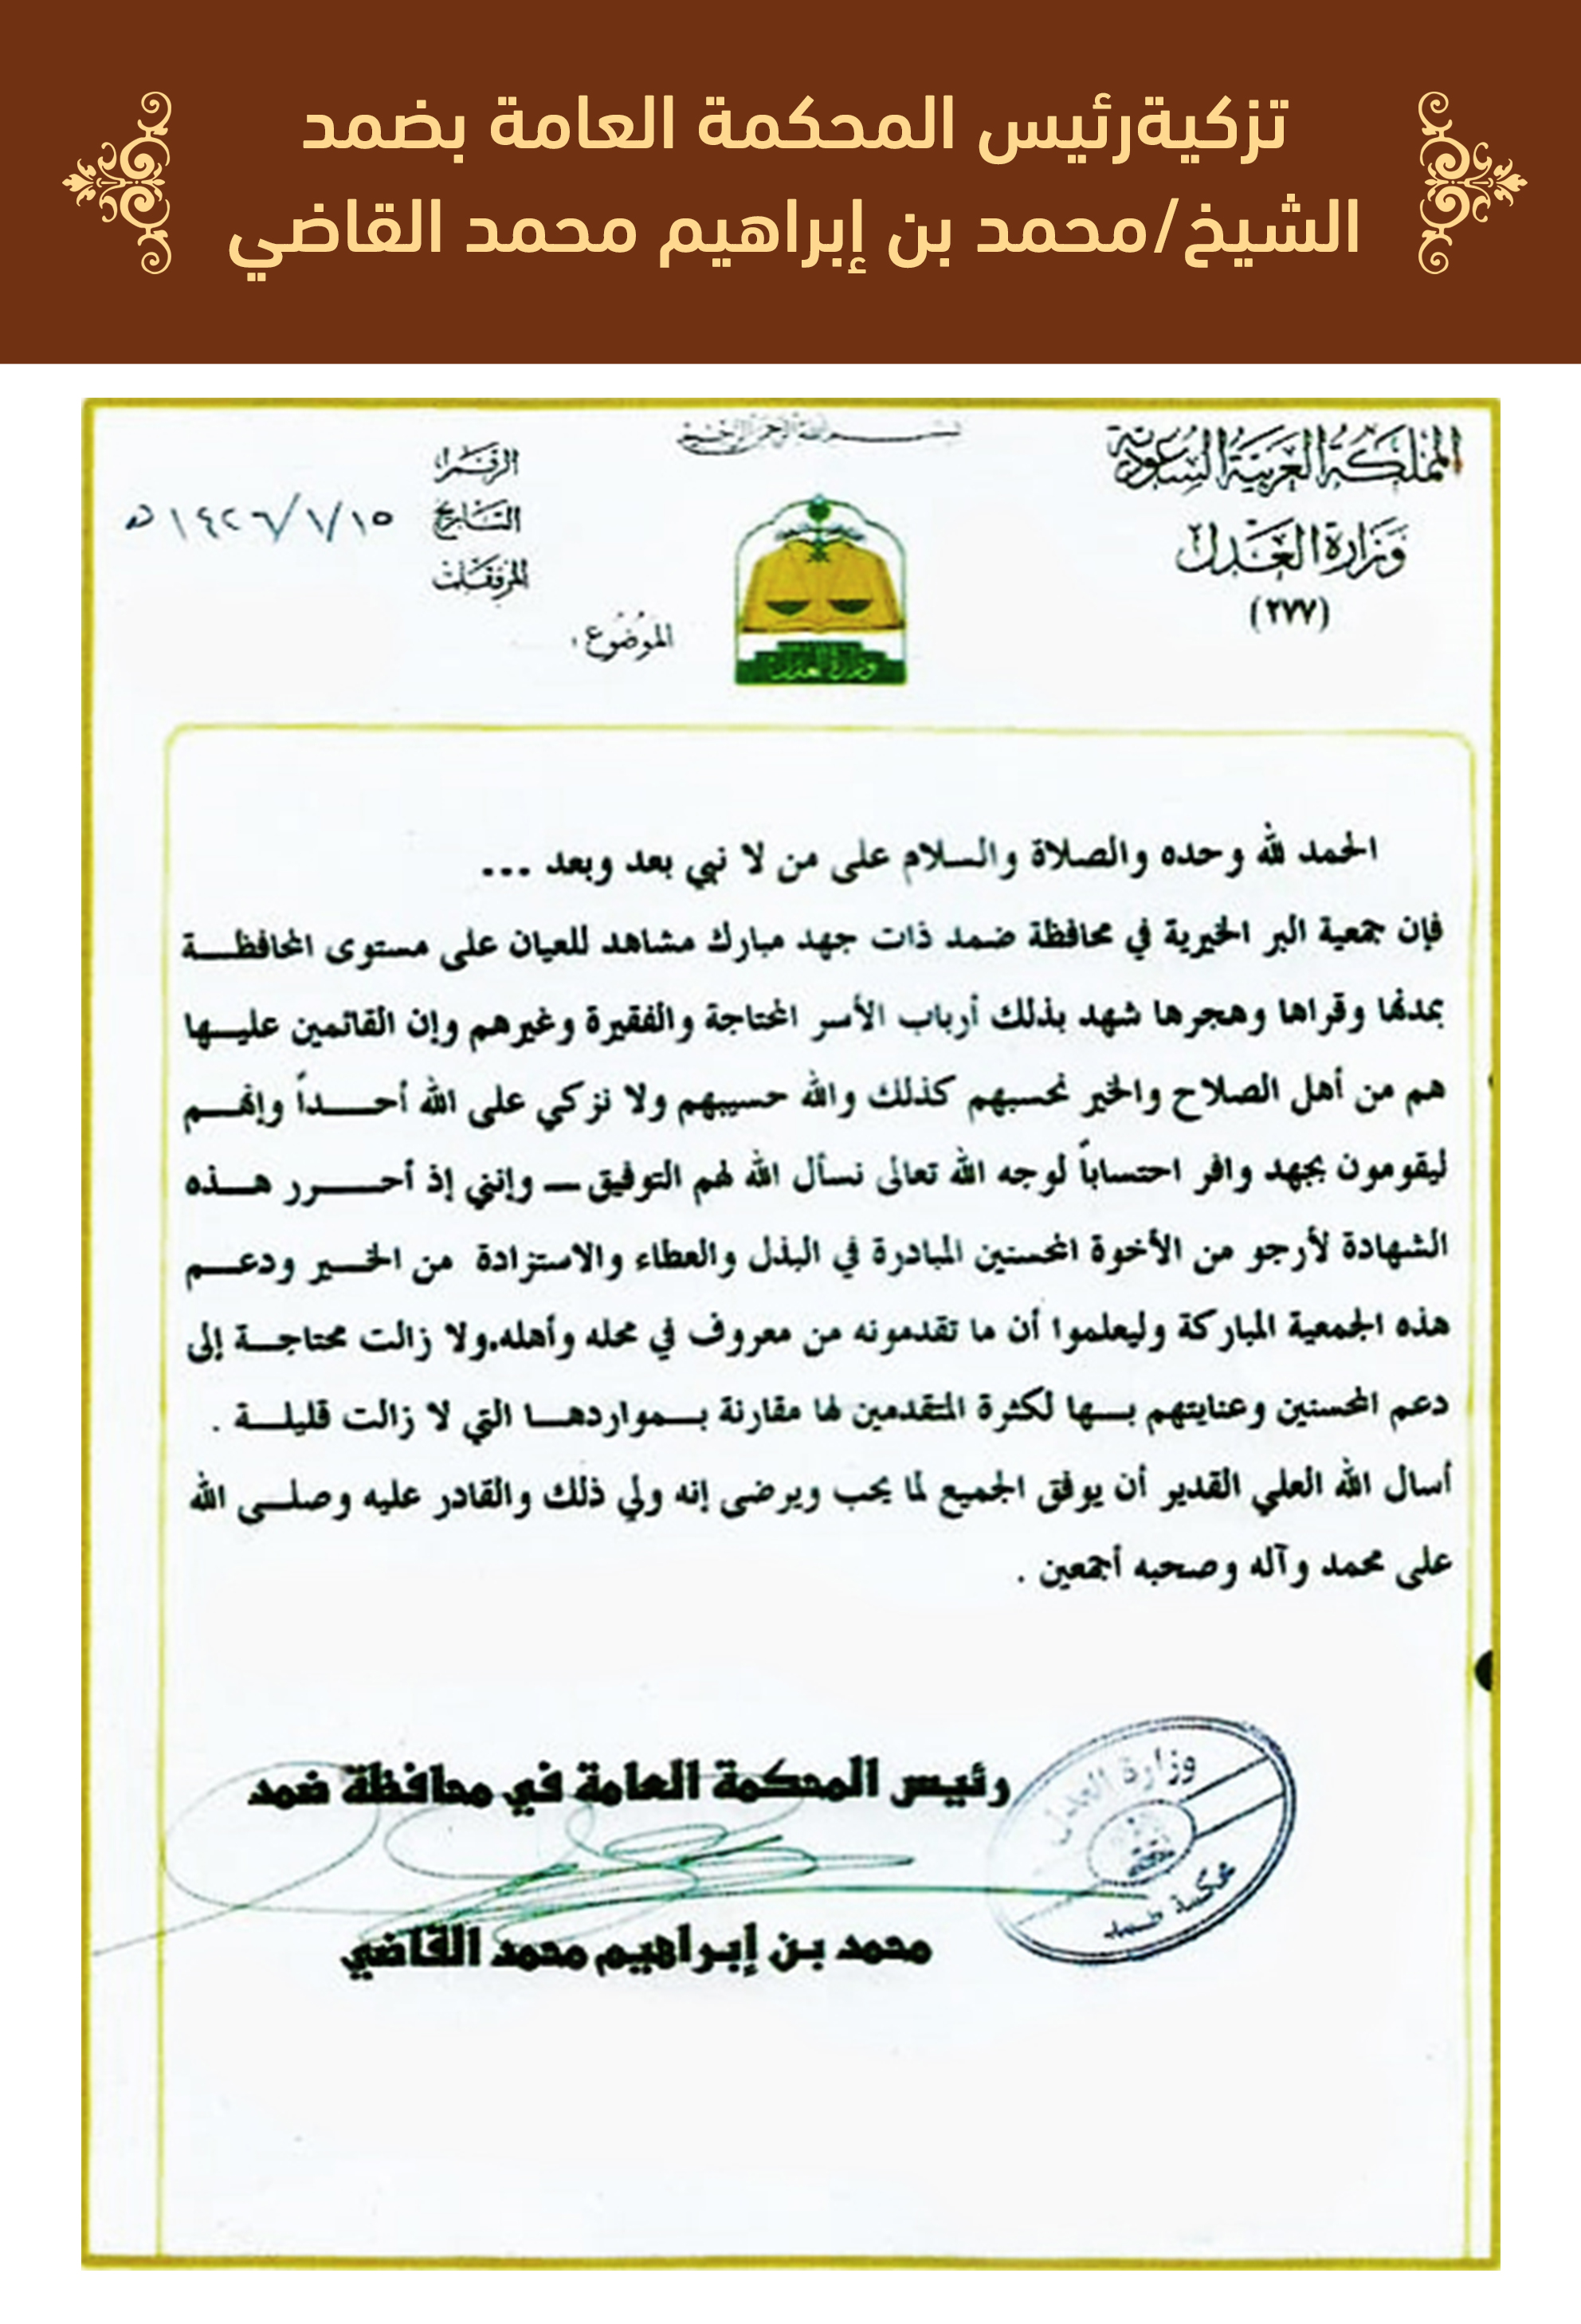 تزكيةرئيس المحكمة العامة بضمد
الشيخ/محمد بن إبراهيم محمد القاضي
بسم الله الرحمن الرحيم
المملكة العربية السعودية
وزارة العدل
(٢٧٧)
الرقم:
التاريخ ١٤٢٦/١/١٥ه
المرفقات
الموضوع:
وزارة العدل
الحمد لله وحده والصلاة والسلام على من لا نبي بعد وبعد ...
فإن جمعية البر الخيرية في محافظة ضمد ذات جهد مبارك مشاهد للعيان على مستوى المحافظة
بمدنها وقراها وهجرها شهد بذلك أرباب الأسر المحتاجة والفقيرة وغيرهم وإن القائمين عليها
هم من أهل الصلاح والخير نحسبهم كذلك والله حسيبهم ولا نزكي على الله أحداً وإنهم
ليقومون بجهد وافر احتساباً لوجه الله تعالى نسأل الله لهم التوفيق – وإنني إذ أحرر هذه
الشهادة لأرجو من الأخوة المحسنين المبادرة في البذل والعطاء والاستزادة من الخير ودعم
هذه الجمعية المباركة وليعلموا أن ما تقدمونه من معروف في محله وأهله.ولا زالت محتاجة إلى
دعم المحسنين وعنايتهم بها لكثرة المتقدمين لها مقارنة بمواردها التي لا زالت قليلة .
أسال الله العلي القدير أن يوفق الجميع لما يحب ويرضى إنه ولي ذلك والقادر عليه وصلى الله
على محمد وآله وصحبه أجمعين .
رئيس المحكمة العامة في محافظة ضمد
محمد بن إبراهيم محمد القاضي
وزارة العدل
محكمة ضمد